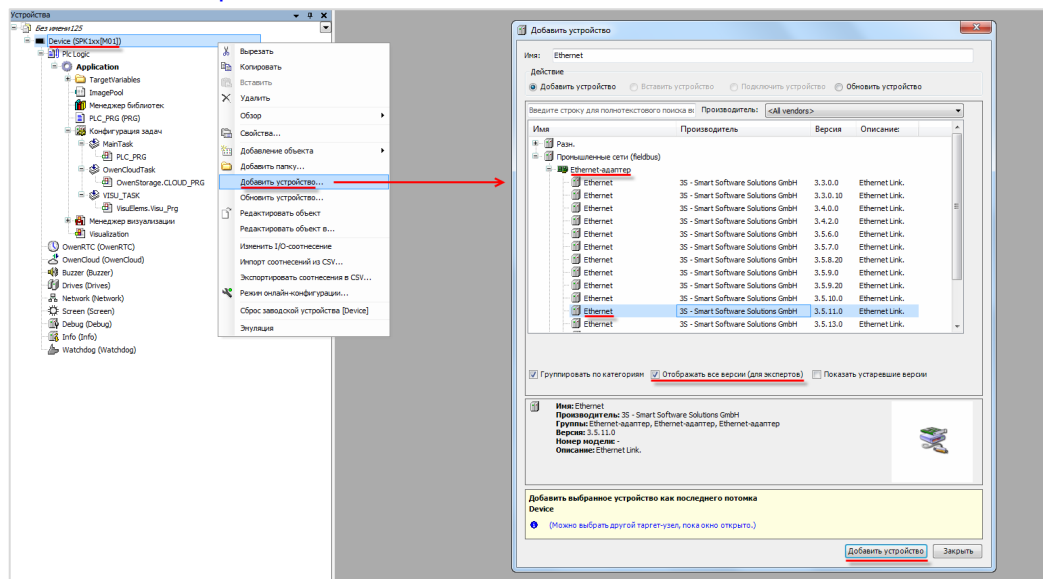 Устройства
Без имени125
Device (SPK1xx[M01])
Plc Logic
Application
TargetVariables
ImagePool
Менеджер библиотек
PLC_PRG (PRG)
Конфигурация задач
MainTask
PLC_PRG
OwenCloudTask
OwenStorage.CLOUD_PRG
VISU_TASK
VisuElems.Visu_Prg
Менеджер визуализации
Visualization
OwenRTC (OwenRTC)
OwenCloud (OwenCloud)
Buzzer (Buzzer)
Drives (Drives)
Network (Network)
Screen (Screen)
Debug (Debug)
Info (Info)
Watchdog (Watchdog)
Вырезать
Копировать
Вставить
Удалить
Обзор
Свойства...
Добавление объекта
Добавить папку...
Добавить устройство...
Обновить устройство...
Редактировать объект
Редактировать объект в...
Изменить I/O-соотнесение
Импорт соотнесений из CSV...
Экспортировать соотнесения в CSV...
Режим онлайн-конфигурации...
Сброс заводской устройства [Device]
Эмуляция
Добавить устройство
Имя: Ethernet
Действие
Добавить устройство Вставить устройство Подключить устройство Обновить устройство
Введите строку для полнотекстового поиска вс Производитель: <All vendors>
Имя Производитель Версия Описание:
Разн.
Промышленные сети (fieldbus)
Ethernet-адаптер
Ethernet 3S - Smart Software Solutions GmbH 3.3.0.0 Ethernet Link.
Ethernet 3S - Smart Software Solutions GmbH 3.3.0.10 Ethernet Link.
Ethernet 3S - Smart Software Solutions GmbH 3.4.0.0 Ethernet Link.
Ethernet 3S - Smart Software Solutions GmbH 3.4.2.0 Ethernet Link.
Ethernet 3S - Smart Software Solutions GmbH 3.5.6.0 Ethernet Link.
Ethernet 3S - Smart Software Solutions GmbH 3.5.7.0 Ethernet Link.
Ethernet 3S - Smart Software Solutions GmbH 3.5.8.20 Ethernet Link.
Ethernet 3S - Smart Software Solutions GmbH 3.5.9.0 Ethernet Link.
Ethernet 3S - Smart Software Solutions GmbH 3.5.9.20 Ethernet Link.
Ethernet 3S - Smart Software Solutions GmbH 3.5.10.0 Ethernet Link.
Ethernet 3S - Smart Software Solutions GmbH 3.5.11.0 Ethernet Link.
Ethernet 3S - Smart Software Solutions GmbH 3.5.13.0 Ethernet Link.
Группировать по категориям Отображать все версии (для экспертов) Показать устаревшие версии
Имя: Ethernet
Производитель: 3S - Smart Software Solutions GmbH
Группы: Ethernet-адаптер, Ethernet-адаптер, Ethernet-адаптер
Версия: 3.5.11.0
Номер модели: -
Описание: Ethernet Link.
Добавить выбранное устройство как последнего потомка
Device
(Можно выбрать другой таргет-узел, пока окно открыто.)
Добавить устройство Закрыть